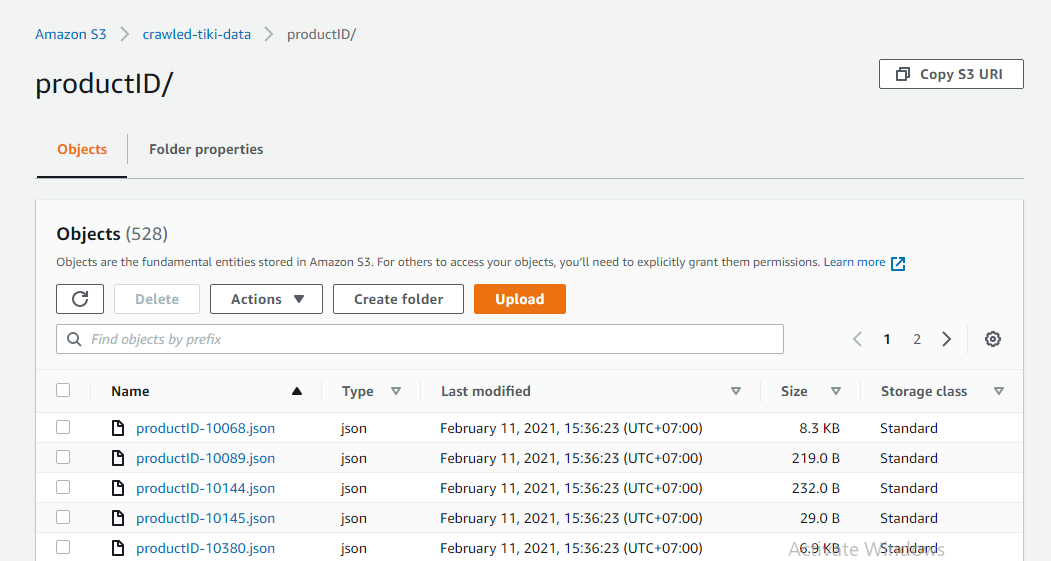 Amazon S3 > crawled-tiki-data > productID/
productID/
Copy S3 URI
Objects Folder properties
Objects (528)
Objects are the fundamental entities stored in Amazon S3. For others to access your objects, you'll need to explicitly grant them permissions. Learn more
Delete Actions Create folder Upload
Find objects by prefix 1 2
Name Type Last modified Size Storage class
productID-10068.json json February 11, 2021, 15:36:23 (UTC+07:00) 8.3 KB Standard
productID-10089.json json February 11, 2021, 15:36:23 (UTC+07:00) 219.0 B Standard
productID-10144.json json February 11, 2021, 15:36:23 (UTC+07:00) 232.0 B Standard
productID-10145.json json February 11, 2021, 15:36:23 (UTC+07:00) 29.0 B Standard
productID-10380.json json February 11, 2021, 15:36:23 (UTC+07:00) 6.9 KB Standard
Activate Windows